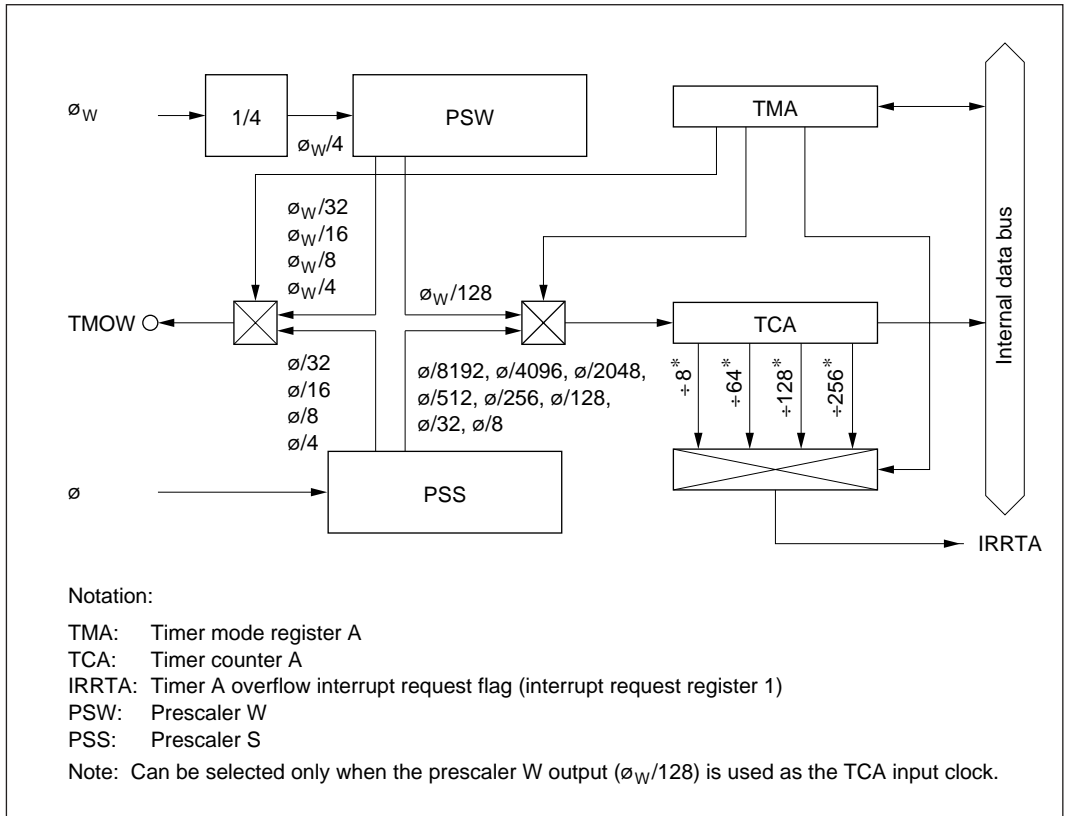 øW
1/4
øW/4
PSW
TMA
øW/32
øW/16
øW/8
øW/4
øW/128
TMOW
TCA
Internal data bus
ø/32
ø/16
ø/8
ø/4
ø/8192, ø/4096, ø/2048,
ø/512, ø/256, ø/128,
ø/32, ø/8
÷8*
÷64*
÷128*
÷256*
ø
PSS
IRRTA
Notation:
TMA: Timer mode register A
TCA: Timer counter A
IRRTA: Timer A overflow interrupt request flag (interrupt request register 1)
PSW: Prescaler W
PSS: Prescaler S
Note: Can be selected only when the prescaler W output (øW/128) is used as the TCA input clock.